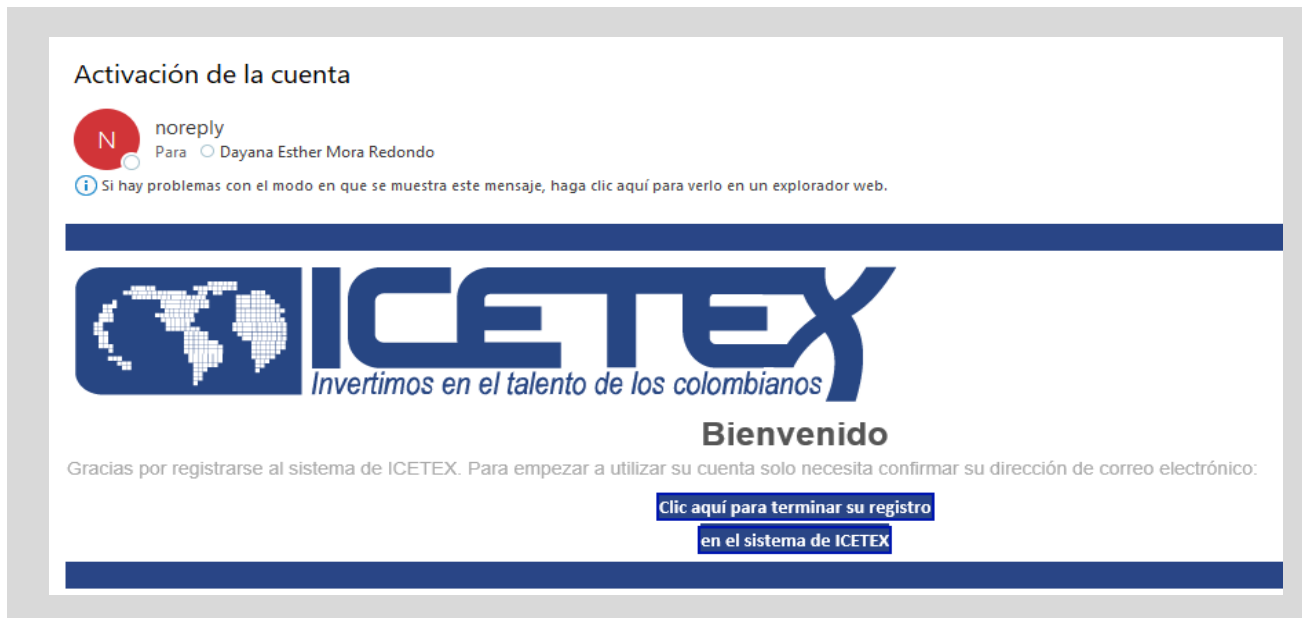 Activación de la cuenta
N
noreply
Para Dayana Esther Mora Redondo
Si hay problemas con el modo en que se muestra este mensaje, haga clic aquí para verlo en un explorador web.
ICETEX
Invertimos en el talento de los colombianos
Bienvenido
Gracias por registrarse al sistema de ICETEX. Para empezar a utilizar su cuenta solo necesita confirmar su dirección de correo electrónico:
Clic aquí para terminar su registro
en el sistema de ICETEX